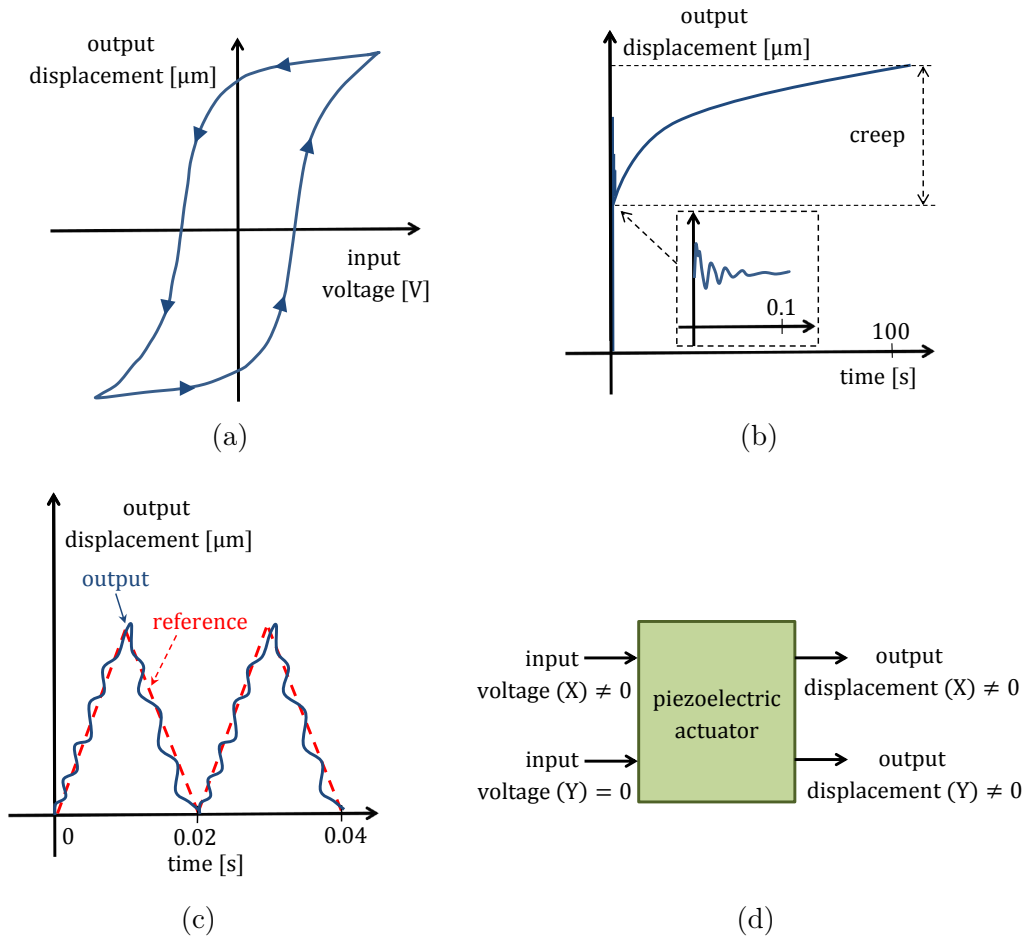 output
displacement [μm]
input
voltage [V]
(a)
output
displacement [μm]
creep
0.1
100
time [s]
(b)
output
displacement [μm]
output
reference
0
0.02
0.04
time [s]
(c)
input
voltage (X) ≠ 0
input
voltage (Y) = 0
piezoelectric
actuator
output
displacement (X) ≠ 0
output
displacement (Y) ≠ 0
(d)